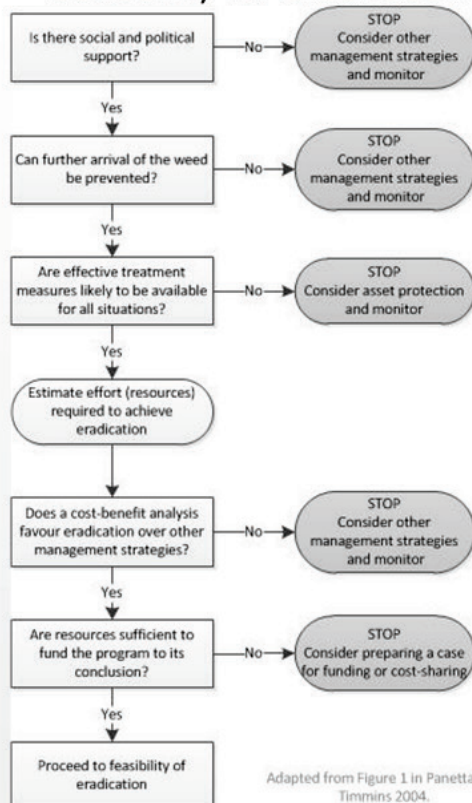 Is there social and political
support?
No
STOP
Consider other
management strategies
and monitor
Yes
Can further arrival of the weed
be prevented?
No
STOP
Consider other
management strategies
and monitor
Yes
Are effective treatment
measures likely to be available
for all situations?
No
STOP
Consider asset protection
and monitor
Yes
Estimate effort (resources)
required to achieve
eradication
Does a cost-benefit analysis
favour eradication over other
management strategies?
No
STOP
Consider other
management strategies
and monitor
Yes
Are resources sufficient to
fund the program to its
conclusion?
No
STOP
Consider preparing a case
for funding or cost-sharing
Yes
Proceed to feasibility of
eradication
Adapted from Figure 1 in Panetta
Timmins 2004.